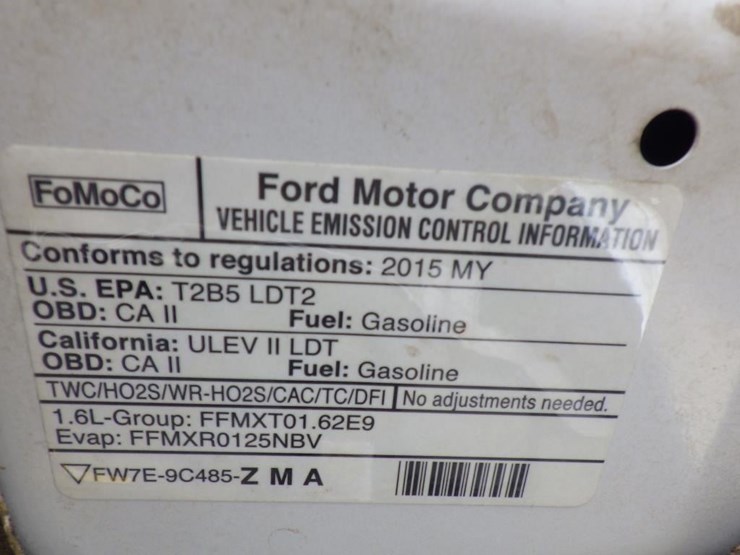 FoMoCo
Ford Motor Company
VEHICLE EMISSION CONTROL INFORMATION
Conforms to regulations: 2015 MY
U.S. EPA: T2B5 LDT2
OBD: CA II Fuel: Gasoline
California: ULEV II LDT
OBD: CA II Fuel: Gasoline
TWC/HO2S/WR-HO2S/CAC/TC/DFI No adjustments needed.
1.6L-Group: FFMXT01.62E9
Evap: FFMXR0125NBV
FW7E-9C485-Z M A